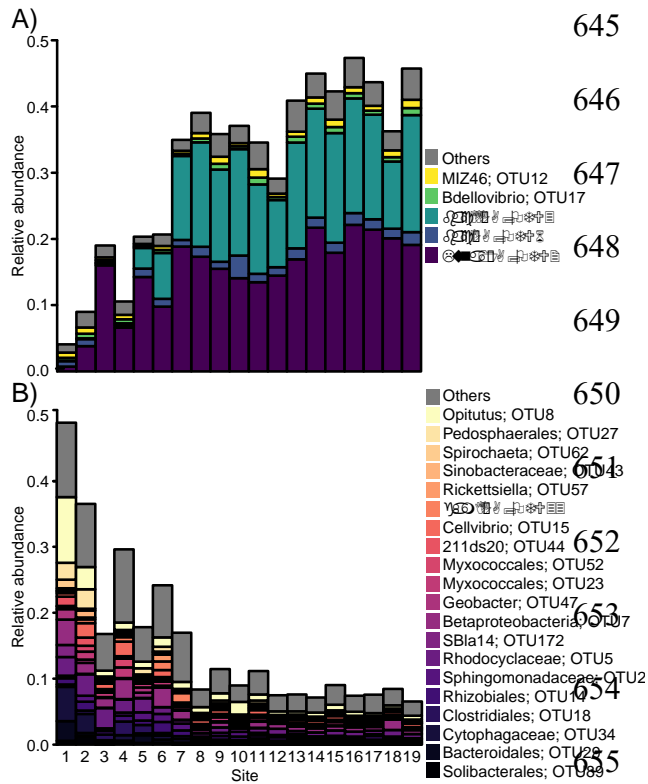 A)
645
0.5
646
0.4
Relative abundance
0.3
647
Others
MIZ46; OTU12
Bdellovibrio; OTU17
0.2
648
0.1
649
0.0
B)
650
0.5
Others
Opitutus; OTU8
Pedosphaerales; OTU27
Spirochaeta; OTU62
651
Sinobacteraceae; OTU43
0.4
Rickettsiella; OTU57
Cellvibrio; OTU15
652
211ds20; OTU44
0.3
Myxococcales; OTU52
Relative abundance
Myxococcales; OTU23
Geobacter; OTU47
653
Betaproteobacteria; OTU7
0.2
SBla14; OTU172
Rhodocyclaceae; OTU5
Sphingomonadaceae; OTU2
654
Rhizobiales; OTU11
0.1
Clostridiales; OTU18
Cytophagaceae; OTU34
Bacteroidales; OTU29
655
Solibacterales; OTU89
0.0
1 2 3 4 5 6 7 8 9 10 11 12 13 14 15 16 17 18 19
Site